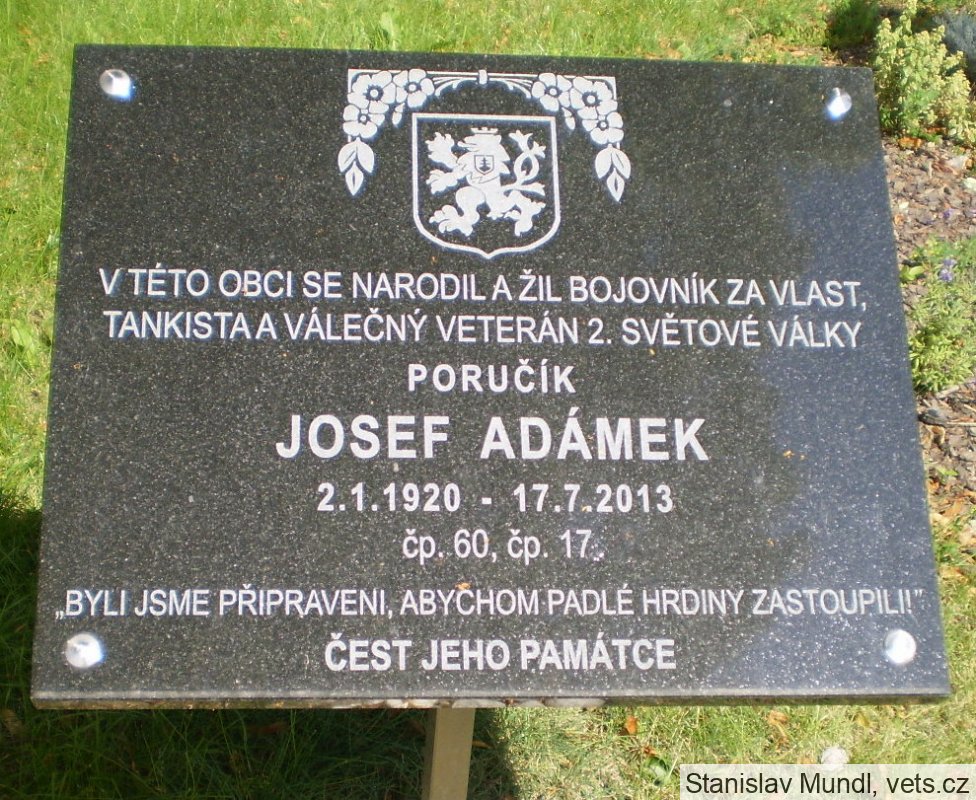 V TÉTO OBCI SE NARODIL A ŽIL BOJOVNÍK ZA VLAST,
TANKISTA A VÁLEČNÝ VETERÁN 2. SVĚTOVÉ VÁLKY
PORUČÍK
JOSEF ADÁMEK
2.1.1920 - 17.7.2013
čp. 60, čp. 17.
„BYLI JSME PŘIPRAVENI, ABYCHOM PADLÉ HRDINY ZASTOUPILI!”
ČEST JEHO PAMÁTCE
Stanislav Mundl, vets.cz